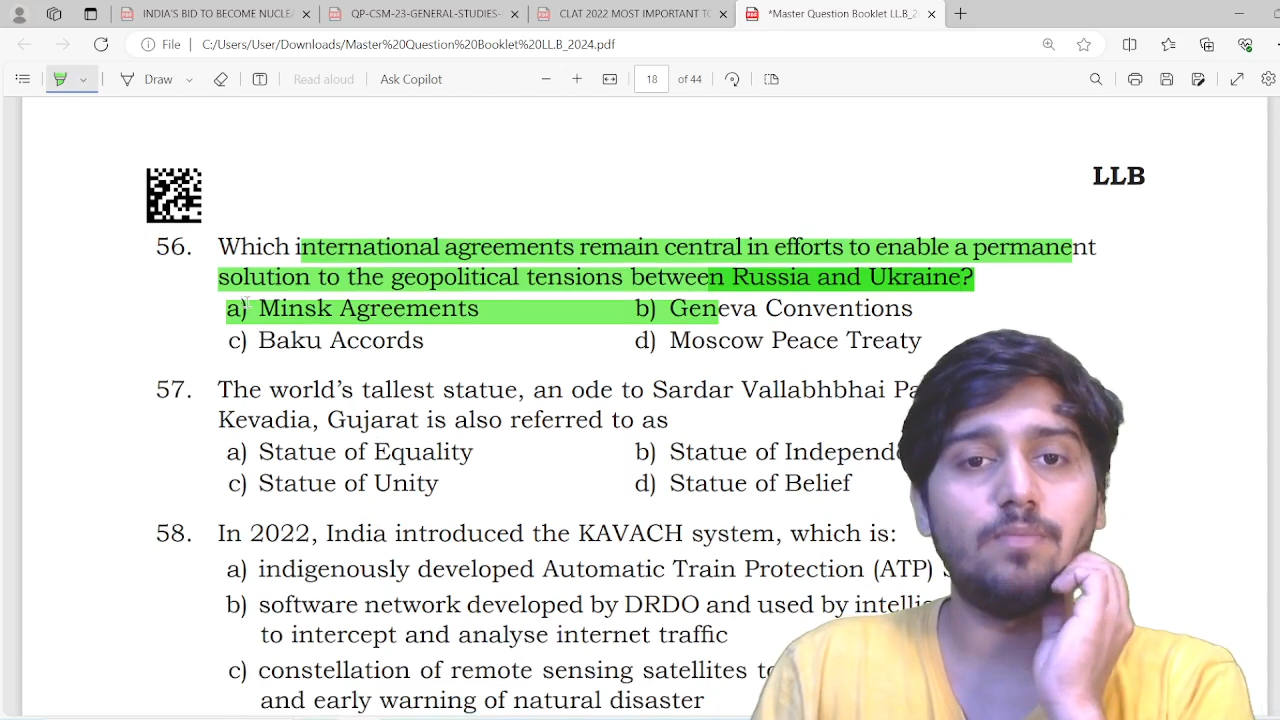 INDIA'S BID TO BECOME NUCLE
QP-CSM-23-GENERAL-STUDIES-
CLAT 2022 MOST IMPORTANT TO
*Master Question Booklet LL.B_2
File
C:/Users/User/Downloads/Master%20Question%20Booklet%20LL.B_2024.pdf
Draw
Read aloud
Ask Copilot
18 of 44
LLB
56. Which international agreements remain central in efforts to enable a permanent
solution to the geopolitical tensions between Russia and Ukraine?
a) Minsk Agreements b) Geneva Conventions
c) Baku Accords d) Moscow Peace Treaty
57. The world's tallest statue, an ode to Sardar Vallabhbhai Pa
Kevadia, Gujarat is also referred to as
a) Statue of Equality b) Statue of Independ
c) Statue of Unity d) Statue of Belief
58. In 2022, India introduced the KAVACH system, which is:
a) indigenously developed Automatic Train Protection (ATP) S
b) software network developed by DRDO and used by intelli
to intercept and analyse internet traffic
c) constellation of remote sensing satellites to
and early warning of natural disaster